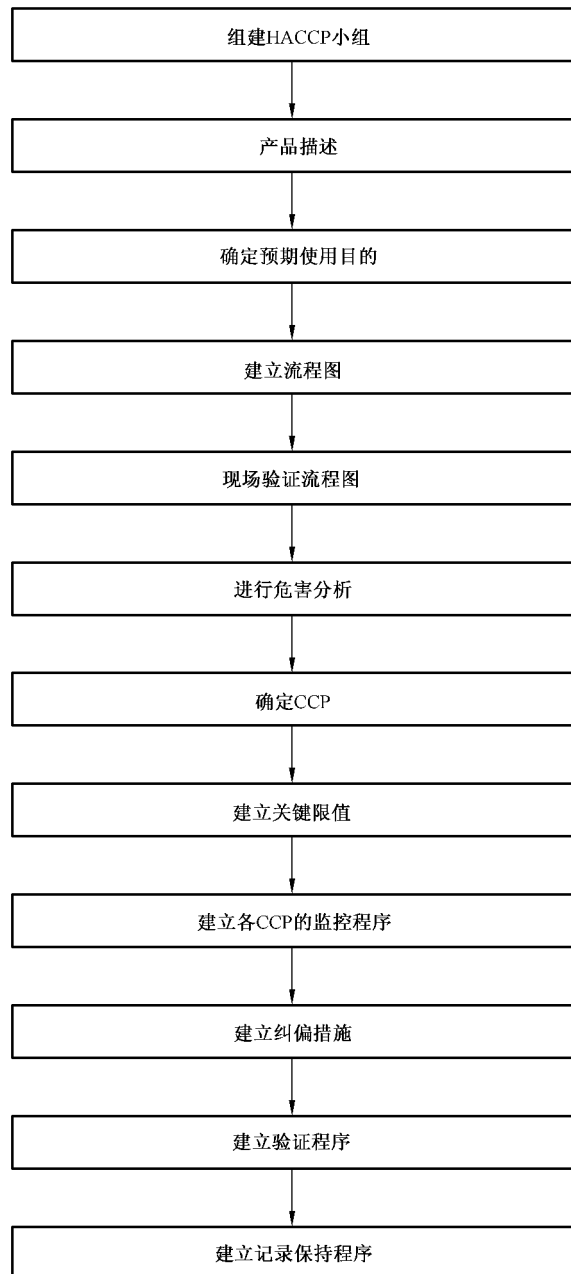 组建HACCP小组
产品描述
确定预期使用目的
建立流程图
现场验证流程图
进行危害分析
确定CCP
建立关键限值
建立各CCP的监控程序
建立纠偏措施
建立验证程序
建立记录保持程序